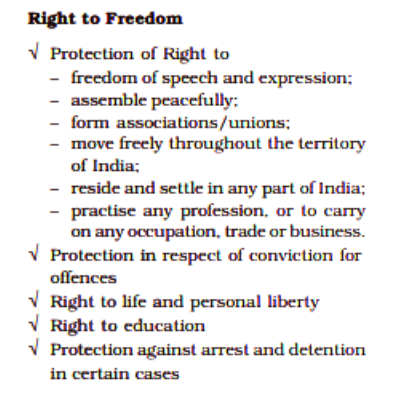 Right to Freedom
√ Protection of Right to
– freedom of speech and expression;
– assemble peacefully;
– form associations/unions;
– move freely throughout the territory
of India;
– reside and settle in any part of India;
– practise any profession, or to carry
on any occupation, trade or business.
√ Protection in respect of conviction for
offences
√ Right to life and personal liberty
√ Right to education
√ Protection against arrest and detention
in certain cases